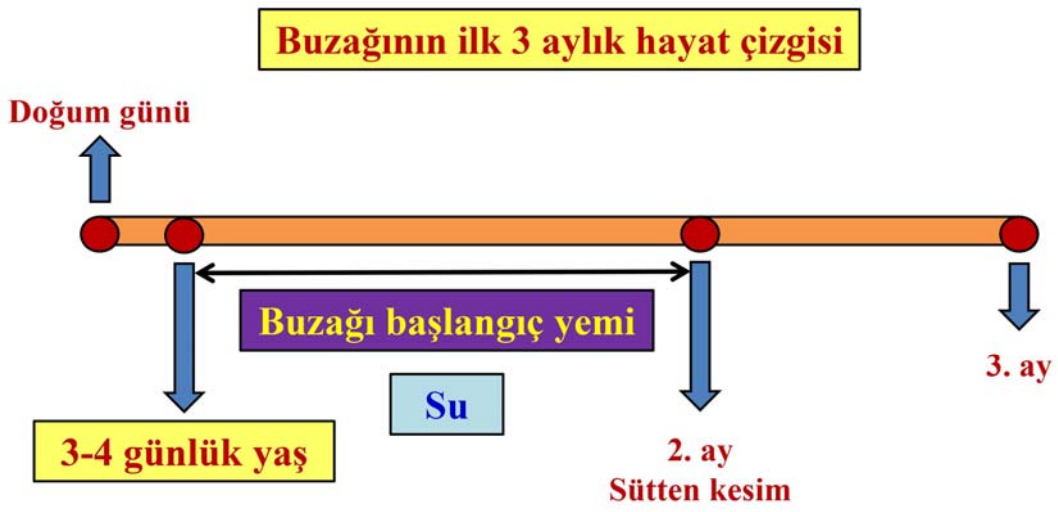 Buzağının ilk 3 aylık hayat çizgisi
Doğum günü
Buzağı başlangıç yemi
Su
3. ay
3-4 günlük yaş
2. ay
Sütten kesim